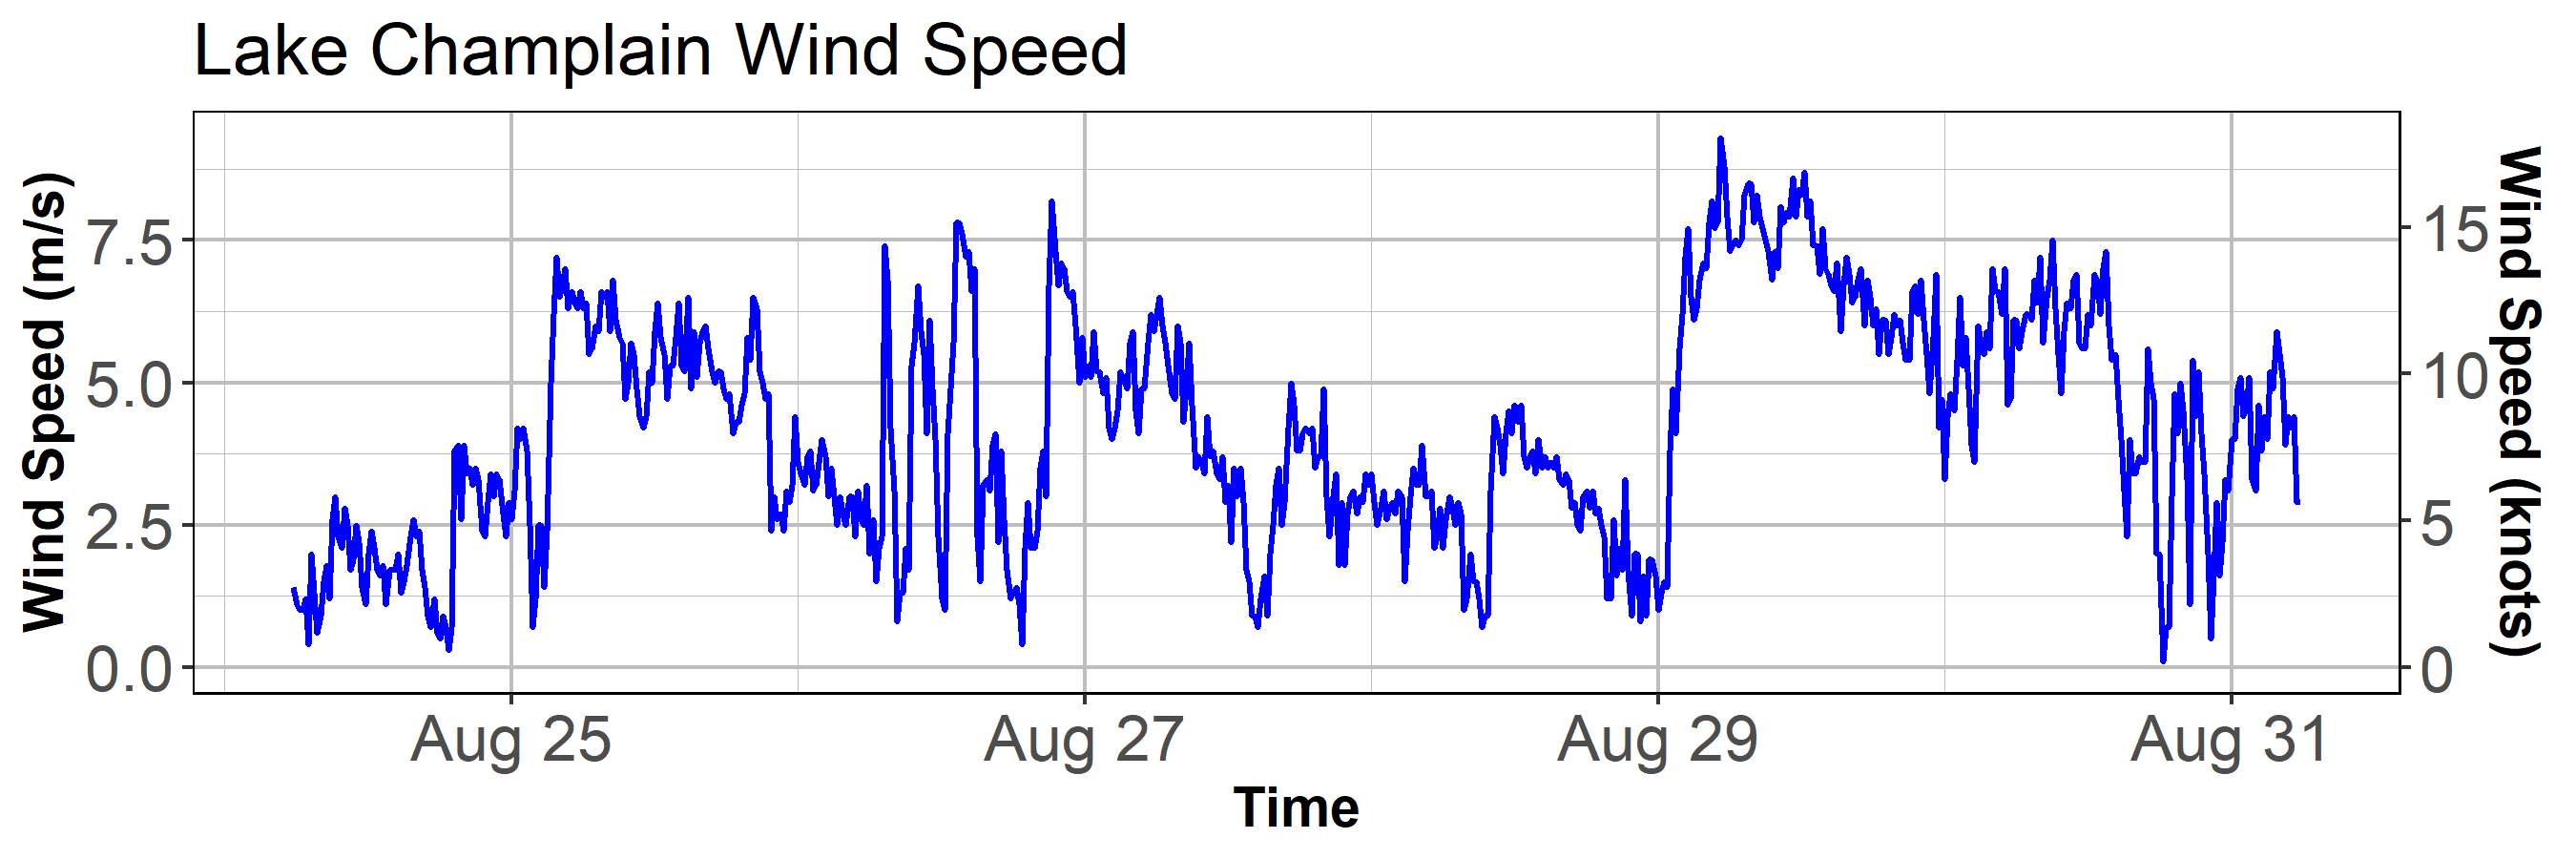 Lake Champlain Wind Speed
Wind Speed (m/s)
7.5
5.0
2.5
0.0
15
10
5
0
Wind Speed (knots)
Aug 25
Aug 27
Aug 29
Aug 31
Time